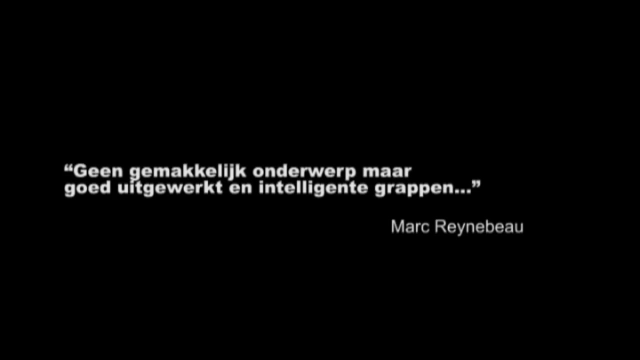 “Geen gemakkelijk onderwerp maar
goed uitgewerkt en intelligente grappen...”
Marc Reynebeau